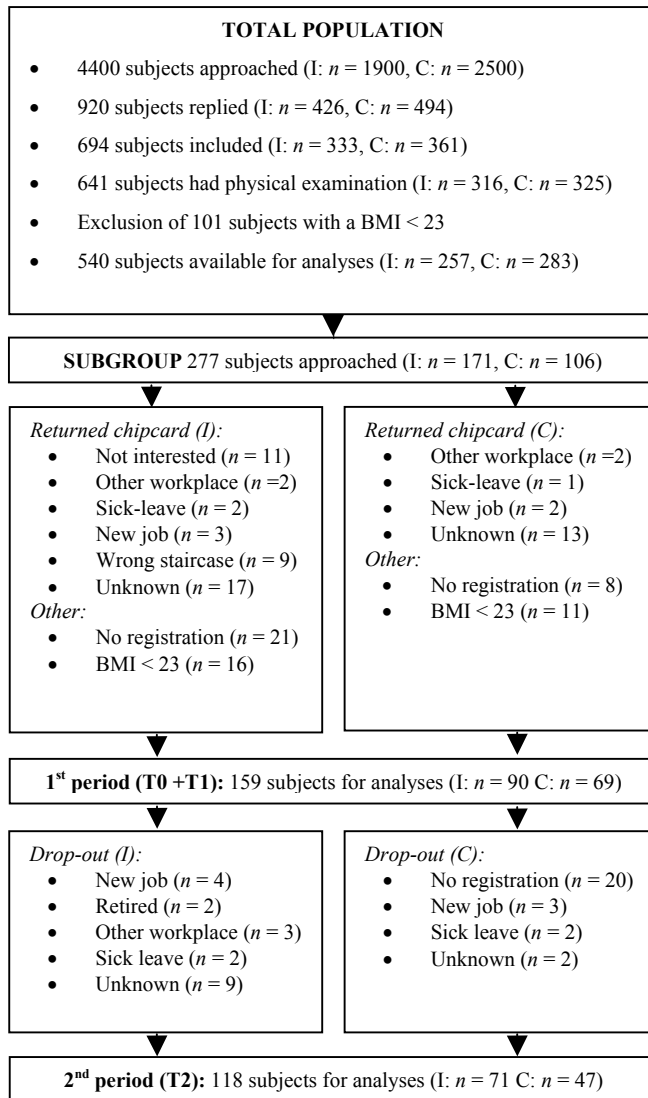 TOTAL POPULATION
• 4400 subjects approached (I: n = 1900, C: n = 2500)
• 920 subjects replied (I: n = 426, C: n = 494)
• 694 subjects included (I: n = 333, C: n = 361)
• 641 subjects had physical examination (I: n = 316, C: n = 325)
• Exclusion of 101 subjects with a BMI < 23
• 540 subjects available for analyses (I: n = 257, C: n = 283)
SUBGROUP 277 subjects approached (I: n = 171, C: n = 106)
Returned chipcard (I):
• Not interested (n = 11)
• Other workplace (n =2)
• Sick-leave (n = 2)
• New job (n = 3)
• Wrong staircase (n = 9)
• Unknown (n = 17)
Other:
• No registration (n = 21)
• BMI < 23 (n = 16)
Returned chipcard (C):
• Other workplace (n =2)
• Sick-leave (n = 1)
• New job (n = 2)
• Unknown (n = 13)
Other:
• No registration (n = 8)
• BMI < 23 (n = 11)
1st period (T0 +T1): 159 subjects for analyses (I: n = 90 C: n = 69)
Drop-out (I):
• New job (n = 4)
• Retired (n = 2)
• Other workplace (n = 3)
• Sick leave (n = 2)
• Unknown (n = 9)
Drop-out (C):
• No registration (n = 20)
• New job (n = 3)
• Sick leave (n = 2)
• Unknown (n = 2)
2nd period (T2): 118 subjects for analyses (I: n = 71 C: n = 47)